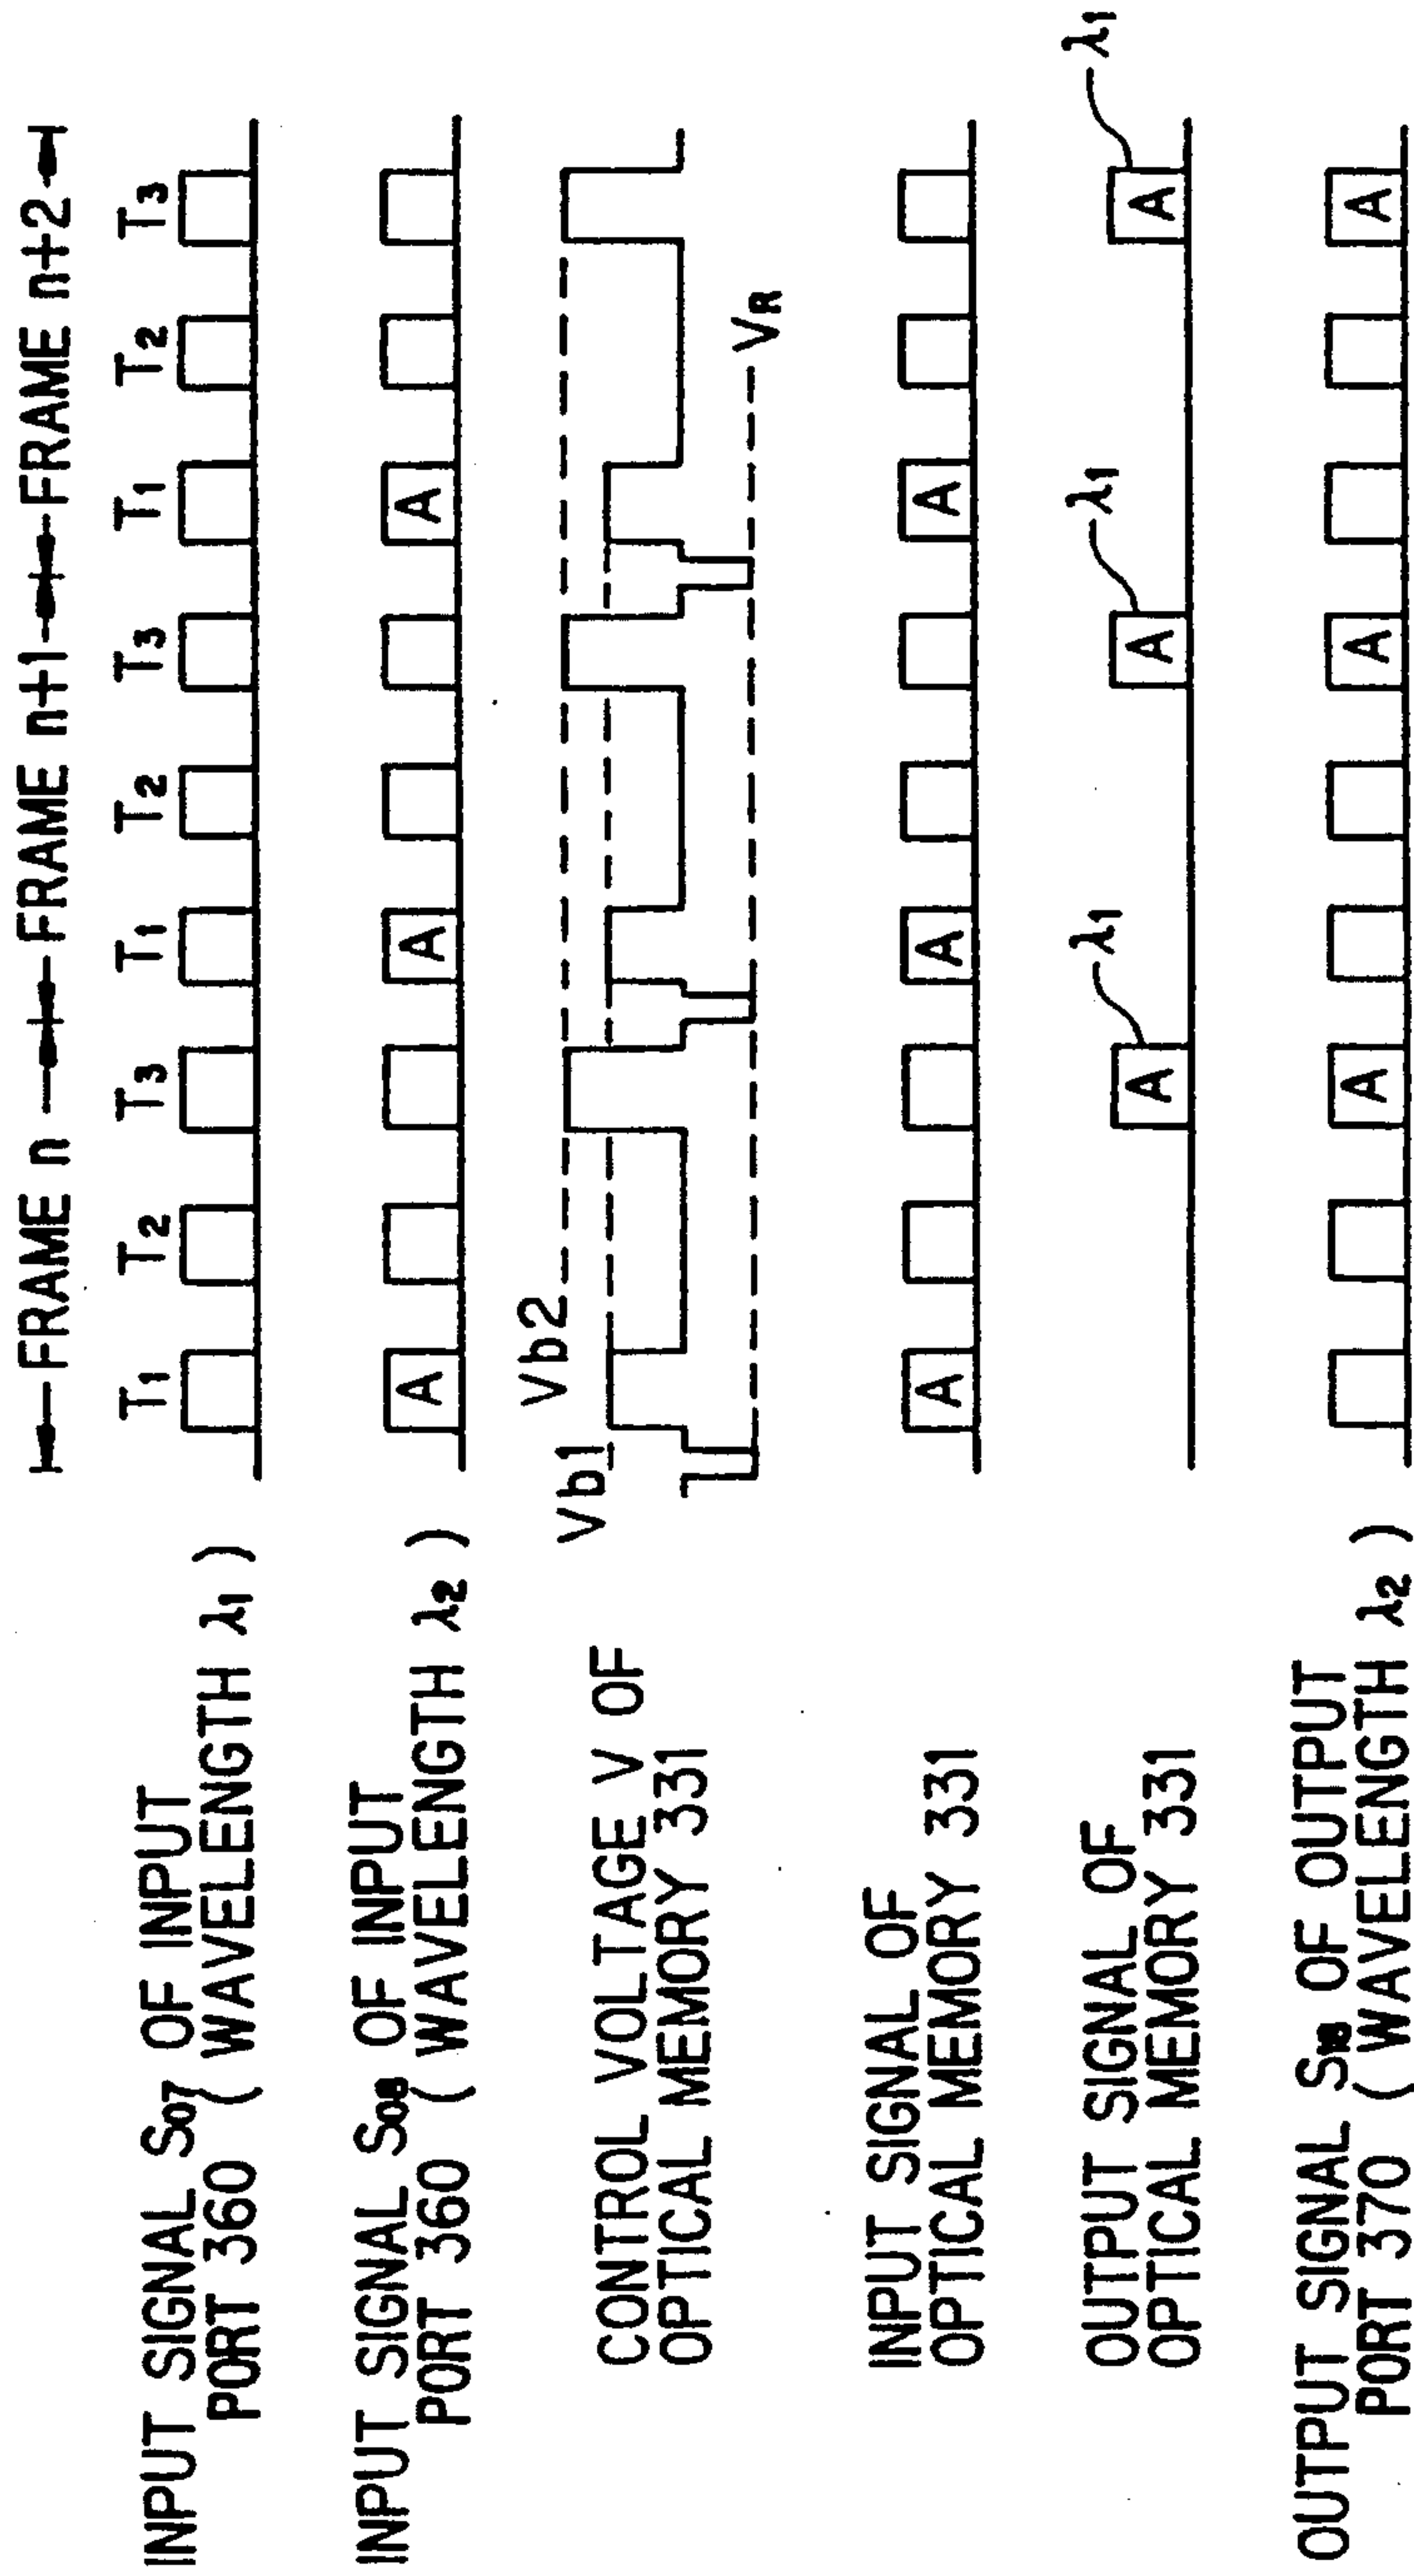 FRAME n FRAME n+1 FRAME n+2
T1 T2 T3 T1 T2 T3 T1 T2 T3
INPUT SIGNAL S07 OF INPUT
PORT 360 ( WAVELENGTH λ1 )
INPUT SIGNAL S08 OF INPUT
PORT 360 ( WAVELENGTH λ2 )
A A A
CONTROL VOLTAGE V OF
OPTICAL MEMORY 331
Vb1
Vb2
VR
INPUT SIGNAL OF
OPTICAL MEMORY 331
A A A
OUTPUT SIGNAL OF
OPTICAL MEMORY 331
A λ1 A λ1 A λ1
OUTPUT SIGNAL S18 OF OUTPUT
PORT 370 ( WAVELENGTH λ2 )
A A A